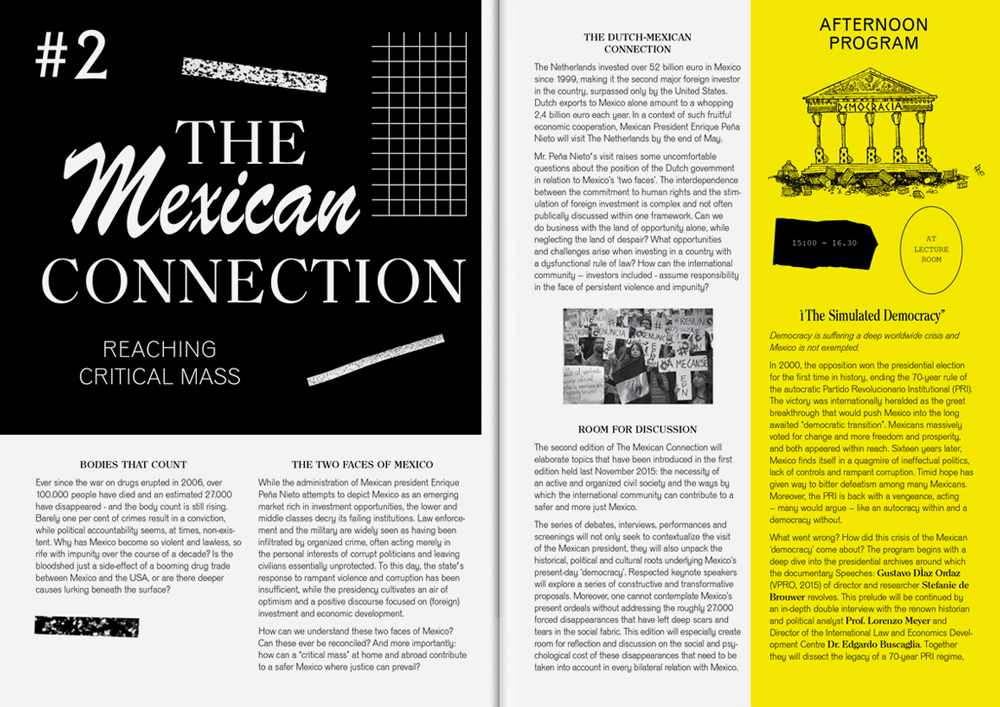 #2
THE
Mexican
CONNECTION
REACHING
CRITICAL MASS
BODIES THAT COUNT
Ever since the war on drugs erupted in 2006, over
100.000 people have died and an estimated 27.000
have disappeared - and the body count is still rising.
Barely one per cent of crimes result in a conviction,
while political accountability seems, at times, non-exis-
tent. Why has Mexico become so violent and lawless, so
rife with impunity over the course of a decade? Is the
bloodshed just a side-effect of a booming drug trade
between Mexico and the USA, or are there deeper
causes lurking beneath the surface?
THE TWO FACES OF MEXICO
While the administration of Mexican president Enrique
Peña Nieto attempts to depict Mexico as an emerging
market rich in investment opportunities, the lower and
middle classes decry its failing institutions. Law enforce-
ment and the military are widely seen as having been
infiltrated by organized crime, often acting merely in
the personal interests of corrupt politicians and leaving
civilians essentially unprotected. To this day, the state's
response to rampant violence and corruption has been
insufficient, while the presidency cultivates an air of
optimism and a positive discourse focused on (foreign)
investment and economic development.
How can we understand these two faces of Mexico?
Can these ever be reconciled? And more importantly:
how can a “critical mass” at home and abroad contribute
to a safer Mexico where justice can prevail?
THE DUTCH-MEXICAN
CONNECTION
The Netherlands invested over 52 billion euro in Mexico
since 1999, making it the second major foreign investor
in the country, surpassed only by the United States.
Dutch exports to Mexico alone amount to a whopping
2,4 billion euro each year. In a context of such fruitful
economic cooperation, Mexican President Enrique Peña
Nieto will visit The Netherlands by the end of May.
Mr. Peña Nieto's visit raises some uncomfortable
questions about the position of the Dutch government
in relation to Mexico's 'two faces'. The interdependence
between the commitment to human rights and the stim-
ulation of foreign investment is complex and not often
publically discussed within one framework. Can we
do business with the land of opportunity alone, while
neglecting the land of despair? What opportunities
and challenges arise when investing in a country with
a dysfunctional rule of law? How can the international
community – investors included - assume responsibility
in the face of persistent violence and impunity?
RENUNCIA
RENUNCIA
YA ME CANSE
EPN
ROOM FOR DISCUSSION
The second edition of The Mexican Connection will
elaborate topics that have been introduced in the first
edition held last November 2015: the necessity of
an active and organized civil society and the ways by
which the international community can contribute to a
safer and more just Mexico.
The series of debates, interviews, performances and
screenings will not only seek to contextualize the visit
of the Mexican president, they will also unpack the
historical, political and cultural roots underlying Mexico's
present-day 'democracy'. Respected keynote speakers
will explore a series of constructive and transformative
proposals. Moreover, one cannot contemplate Mexico's
present ordeals without addressing the roughly 27.000
forced disappearances that have left deep scars and
tears in the social fabric. This edition will especially create
room for reflection and discussion on the social and psy-
chological cost of these disappearances that need to be
taken into account in every bilateral relation with Mexico.
AFTERNOON
PROGRAM
DEMOCRACIA
15:00 - 16.30
AT
LECTURE
ROOM
ìThe Simulated Democracy”
Democracy is suffering a deep worldwide crisis and
Mexico is not exempted.
In 2000, the opposition won the presidential election
for the first time in history, ending the 70-year rule of
the autocratic Partido Revolucionario Institutional (PRI).
The victory was internationally heralded as the great
breakthrough that would push Mexico into the long
awaited “democratic transition”. Mexicans massively
voted for change and more freedom and prosperity,
and both appeared within reach. Sixteen years later,
Mexico finds itself in a quagmire of ineffectual politics,
lack of controls and rampant corruption. Timid hope has
given way to bitter defeatism among many Mexicans.
Moreover, the PRI is back with a vengeance, acting
– many would argue – like an autocracy within and a
democracy without.
What went wrong? How did this crisis of the Mexican
'democracy' come about? The program begins with a
deep dive into the presidential archives around which
the documentary Speeches: Gustavo DIaz Ordaz
(VPRO, 2015) of director and researcher Stefanie de
Brouwer revolves. This prelude will be continued by
an in-depth double interview with the renown historian
and political analyst Prof. Lorenzo Meyer and
Director of the International Law and Economics Devel-
opment Centre Dr. Edgardo Buscaglia. Together
they will dissect the legacy of a 70-year PRI regime,